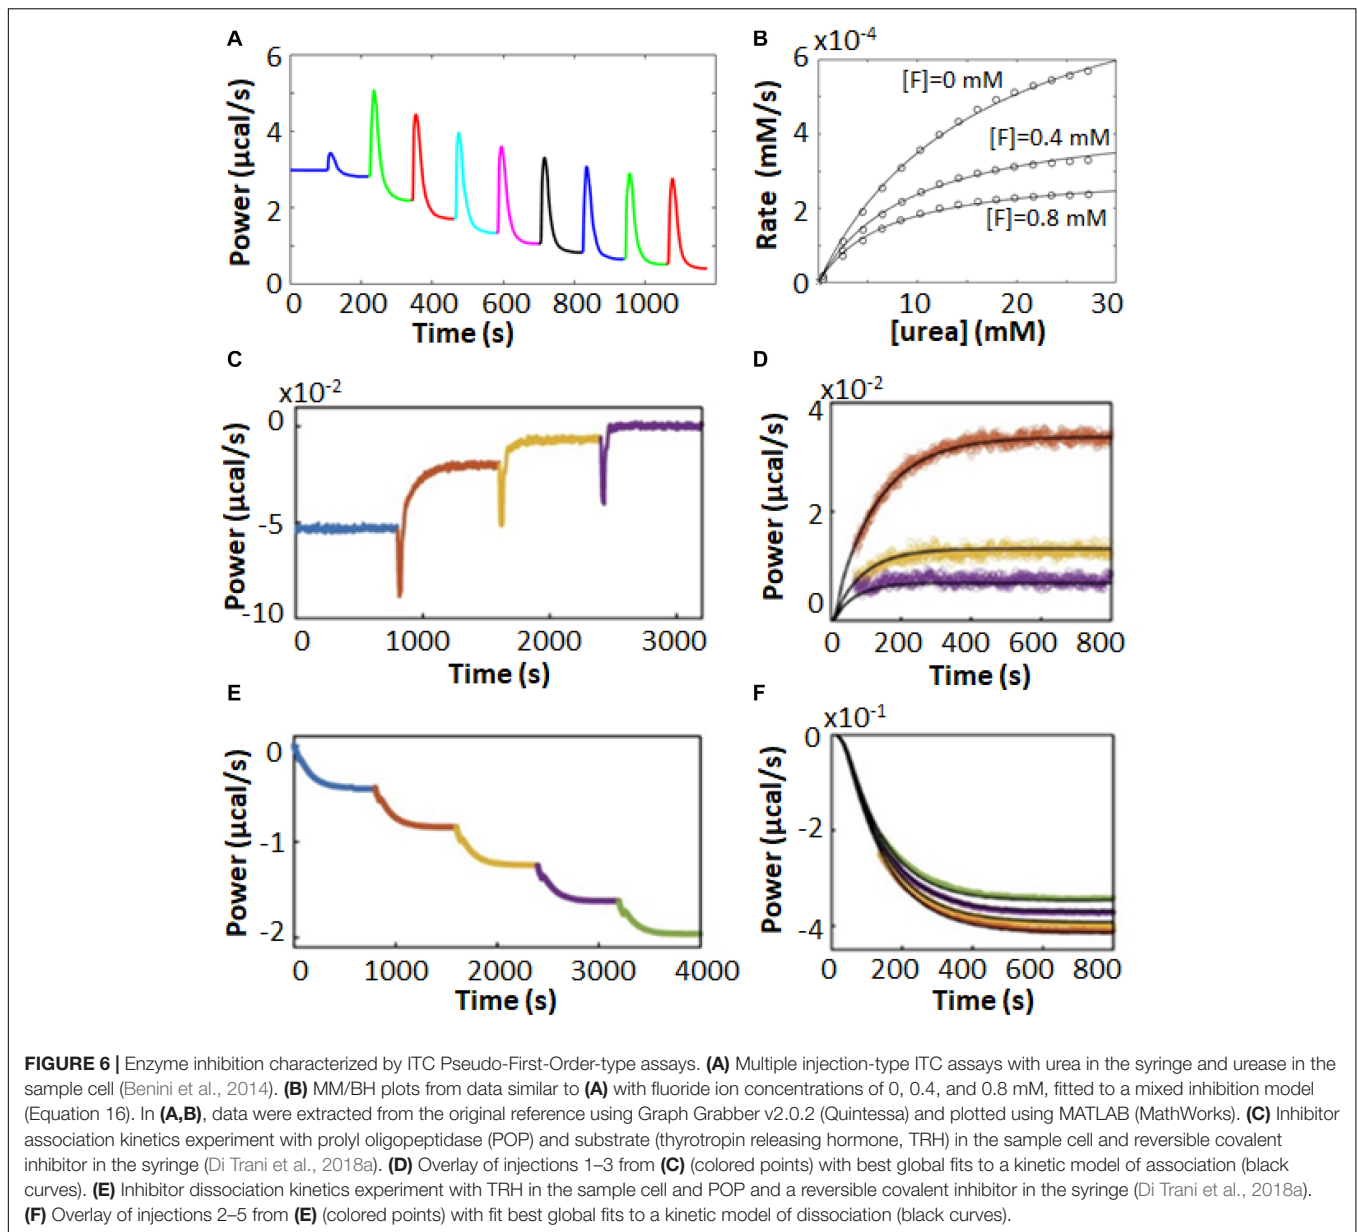 A
6
4
2
0
Power (µcal/s)
0 200 400 600 800 1000
Time (s)
B
x10-4
6
4
2
0
Rate (mM/s)
[F]=0 mM
[F]=0.4 mM
[F]=0.8 mM
10 20 30
[urea] (mM)
C
x10-2
0
-5
-10
Power (µcal/s)
0 1000 2000 3000
Time (s)
D
4 x10-2
2
0
Power (µcal/s)
0 200 400 600 800
Time (s)
E
0
-1
-2
Power (µcal/s)
0 1000 2000 3000 4000
Time (s)
F
x10-1
0
-2
-4
Power (µcal/s)
0 200 400 600 800
Time (s)
FIGURE 6 | Enzyme inhibition characterized by ITC Pseudo-First-Order-type assays. (A) Multiple injection-type ITC assays with urea in the syringe and urease in the
sample cell (Benini et al., 2014). (B) MM/BH plots from data similar to (A) with fluoride ion concentrations of 0, 0.4, and 0.8 mM, fitted to a mixed inhibition model
(Equation 16). In (A,B), data were extracted from the original reference using Graph Grabber v2.0.2 (Quintessa) and plotted using MATLAB (MathWorks). (C) Inhibitor
association kinetics experiment with prolyl oligopeptidase (POP) and substrate (thyrotropin releasing hormone, TRH) in the sample cell and reversible covalent
inhibitor in the syringe (Di Trani et al., 2018a). (D) Overlay of injections 1–3 from (C) (colored points) with best global fits to a kinetic model of association (black
curves). (E) Inhibitor dissociation kinetics experiment with TRH in the sample cell and POP and a reversible covalent inhibitor in the syringe (Di Trani et al., 2018a).
(F) Overlay of injections 2–5 from (E) (colored points) with fit best global fits to a kinetic model of dissociation (black curves).